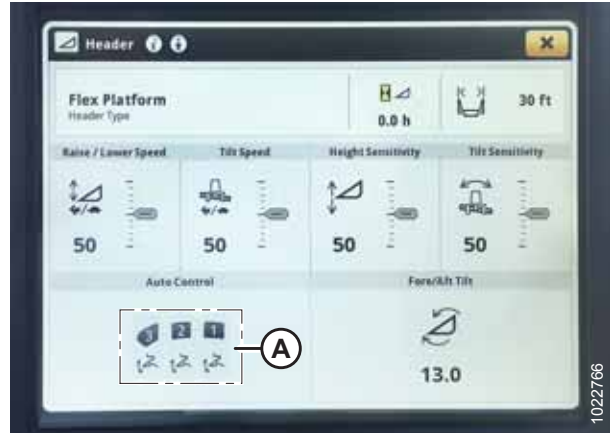 Header
Flex Platform
Header Type
0.0 h
30 ft
Raise / Lower Speed
Tilt Speed
Height Sensitivity
Tilt Sensitivity
50
50
50
50
Auto Control
Fore/Aft Tilt
3 2 1
A
13.0
1022766